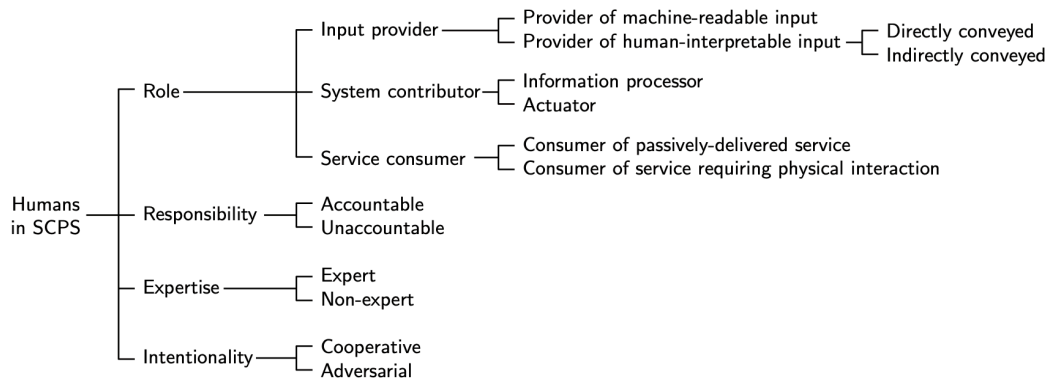 Humans
in SCPS
Role
Input provider
Provider of machine-readable input
Provider of human-interpretable input
Directly conveyed
Indirectly conveyed
System contributor
Information processor
Actuator
Service consumer
Consumer of passively-delivered service
Consumer of service requiring physical interaction
Responsibility
Accountable
Unaccountable
Expertise
Expert
Non-expert
Intentionality
Cooperative
Adversarial